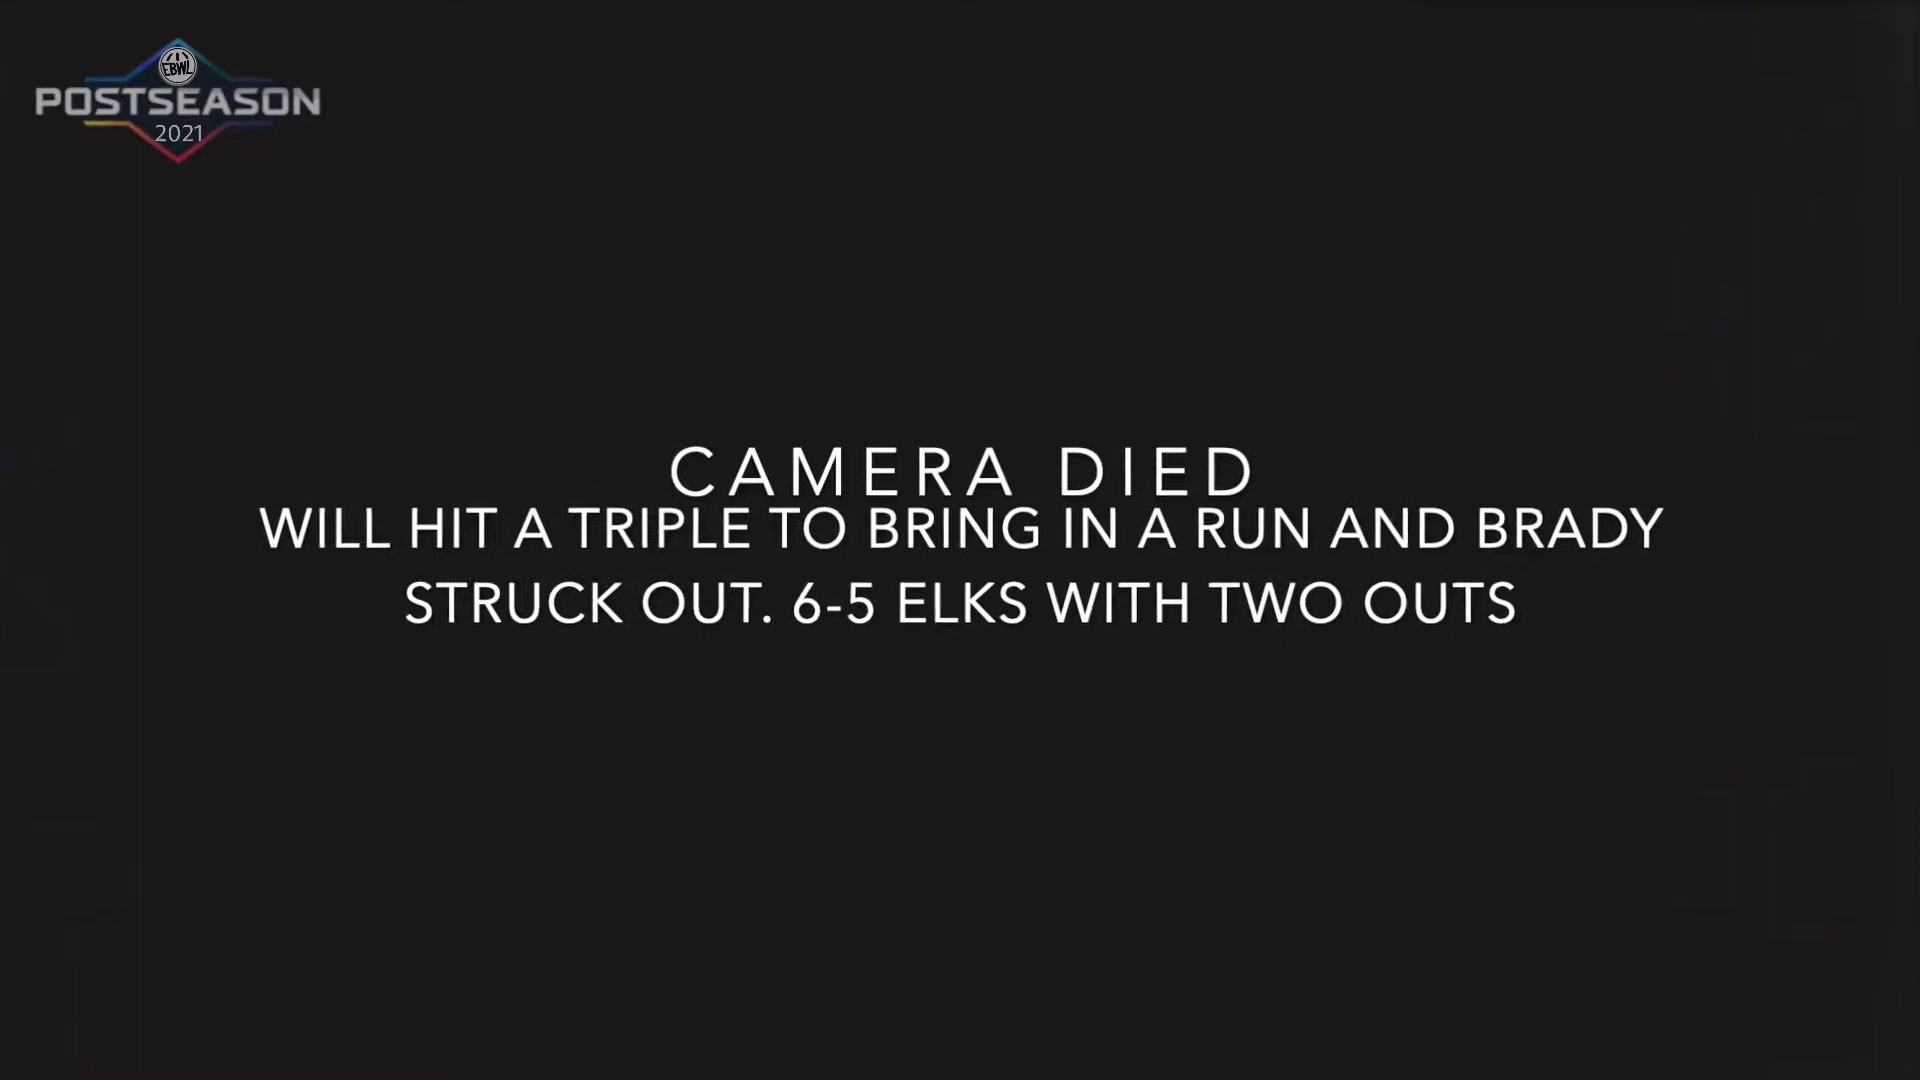 EBWL
POSTSEASON
2021
CAMERA DIED
WILL HIT A TRIPLE TO BRING IN A RUN AND BRADY
STRUCK OUT. 6-5 ELKS WITH TWO OUTS